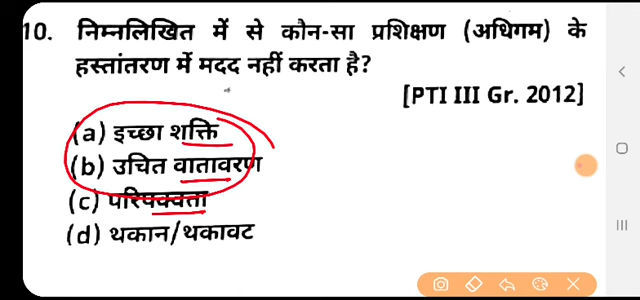 10. निम्नलिखित में से कौन-सा प्रशिक्षण (अधिगम) के
हस्तांतरण में मदद नहीं करता है?
[PTI III Gr. 2012]
(a) इच्छा शक्ति
(b) उचित वातावरण
(c) परिपक्वता
(d) थकान/थकावट